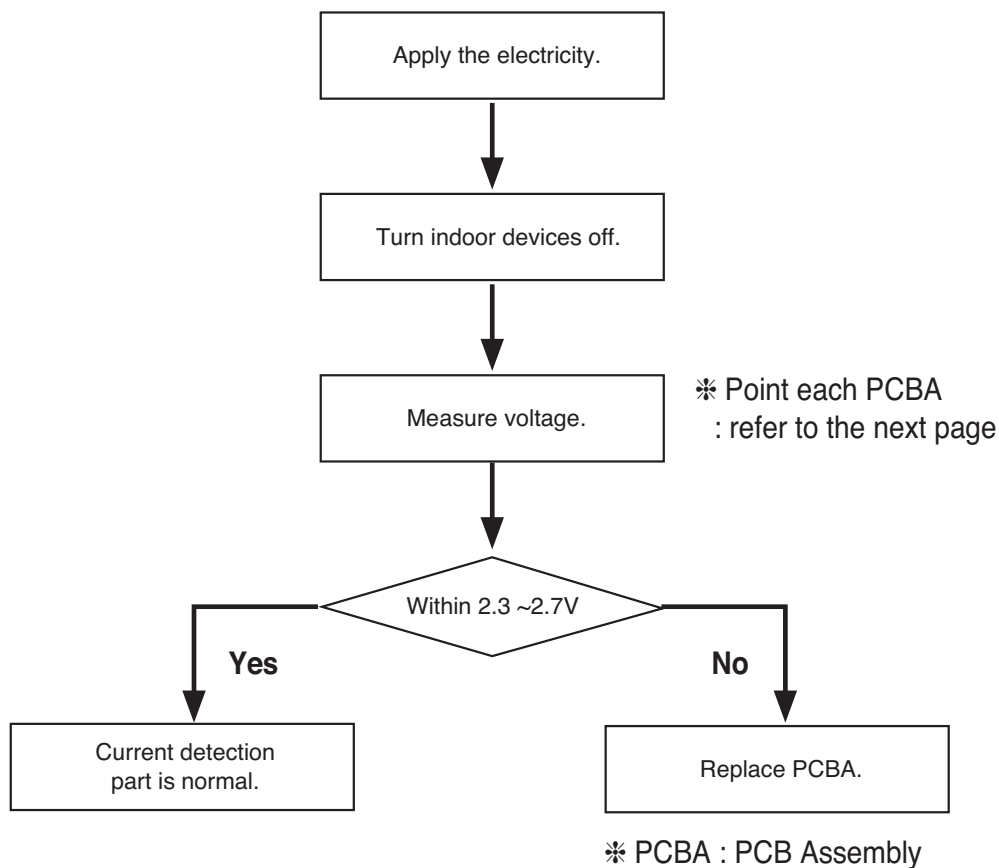 Apply the electricity.
Turn indoor devices off.
Measure voltage.
❈ Point each PCBA
: refer to the next page
Within 2.3 ~2.7V
Yes
No
Current detection
part is normal.
Replace PCBA.
❈ PCBA : PCB Assembly